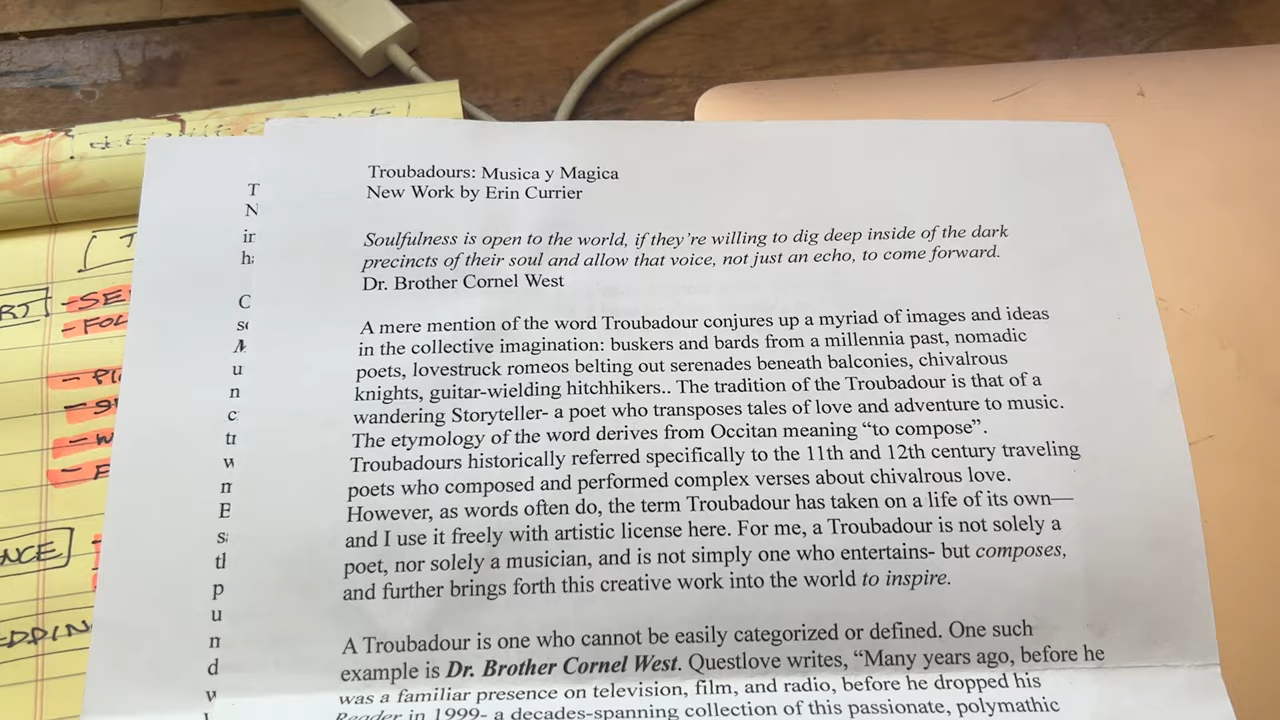 Troubadours: Musica y Magica
New Work by Erin Currier
Soulfulness is open to the world, if they're willing to dig deep inside of the dark
precincts of their soul and allow that voice, not just an echo, to come forward.
Dr. Brother Cornel West
A mere mention of the word Troubadour conjures up a myriad of images and ideas
in the collective imagination: buskers and bards from a millennia past, nomadic
poets, lovestruck romeos belting out serenades beneath balconies, chivalrous
knights, guitar-wielding hitchhikers.. The tradition of the Troubadour is that of a
wandering Storyteller- a poet who transposes tales of love and adventure to music.
The etymology of the word derives from Occitan meaning “to compose”.
Troubadours historically referred specifically to the 11th and 12th century traveling
poets who composed and performed complex verses about chivalrous love.
However, as words often do, the term Troubadour has taken on a life of its own—
and I use it freely with artistic license here. For me, a Troubadour is not solely a
poet, nor solely a musician, and is not simply one who entertains- but composes,
and further brings forth this creative work into the world to inspire.
A Troubadour is one who cannot be easily categorized or defined. One such
example is Dr. Brother Cornel West. Questlove writes, “Many years ago, before he
was a familiar presence on television, film, and radio, before he dropped his
Reader in 1999- a decades-spanning collection of this passionate, polymathic